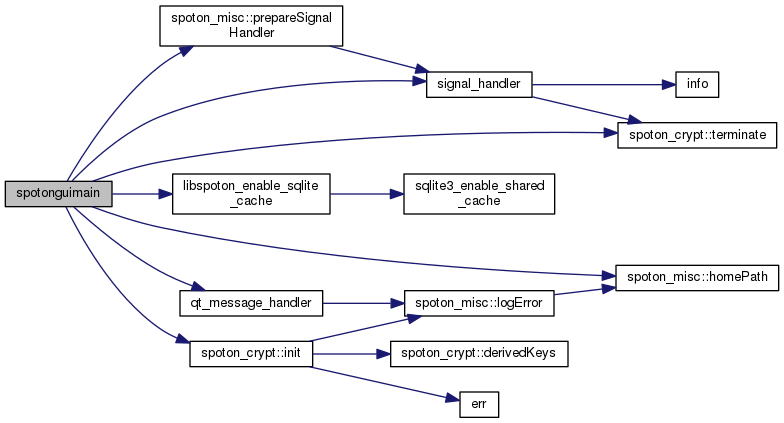 spoton_misc::prepareSignal
Handler
signal_handler
info
spoton_crypt::terminate
spotonguimain
libspoton_enable_sqlite
_cache
sqlite3_enable_shared
_cache
spoton_misc::homePath
qt_message_handler
spoton_misc::logError
spoton_crypt::init
spoton_crypt::derivedKeys
err